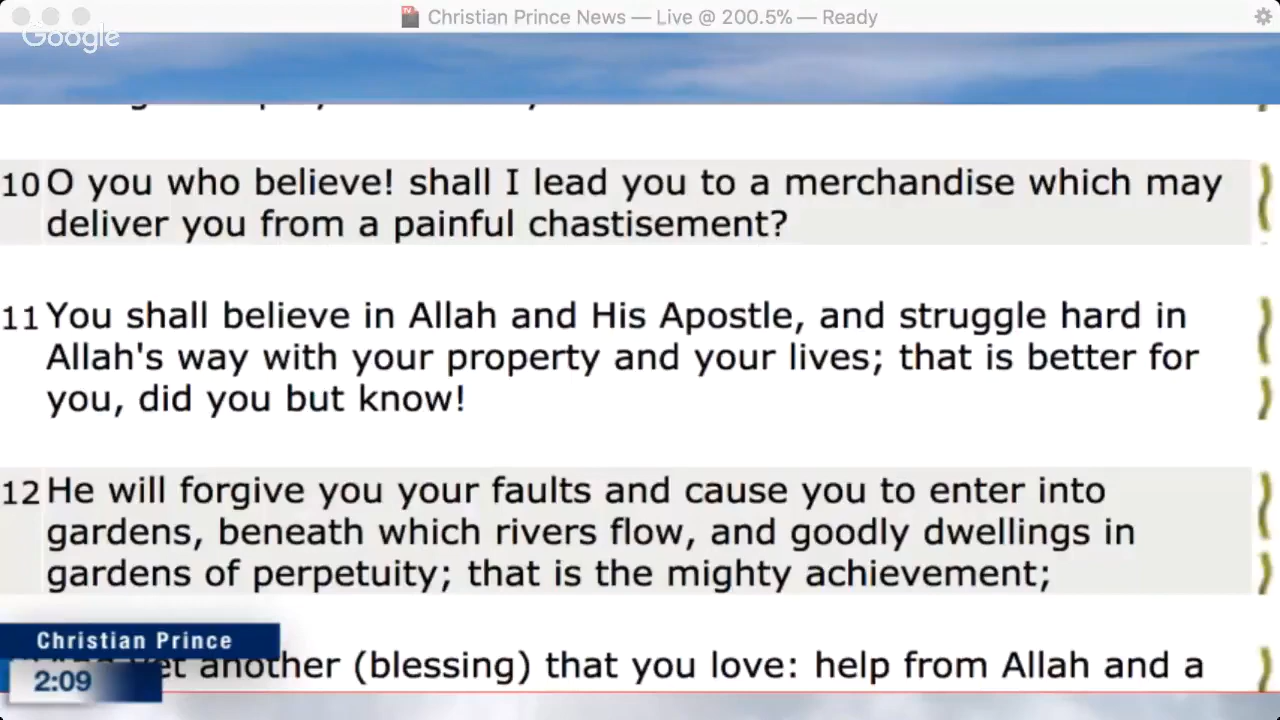 Christian Prince News — Live @ 200.5% — Ready
Google
10 O you who believe! shall I lead you to a merchandise which may
deliver you from a painful chastisement?
11 You shall believe in Allah and His Apostle, and struggle hard in
Allah's way with your property and your lives; that is better for
you, did you but know!
12 He will forgive you your faults and cause you to enter into
gardens, beneath which rivers flow, and goodly dwellings in
gardens of perpetuity; that is the mighty achievement;
yet another (blessing) that you love: help from Allah and a
Christian Prince
2:09